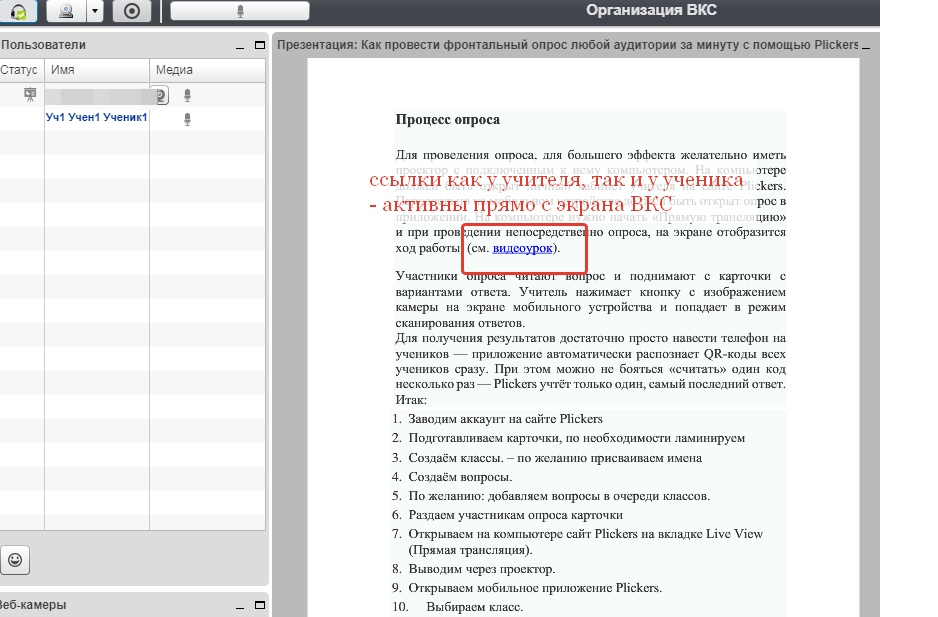 Организация ВКС
Пользователи
Презентация: Как провести фронтальный опрос любой аудитории за минуту с помощью Plickers
Статус Имя Медиа
Уч1 Учен1 Ученик1
Процесс опроса
Для проведения опроса, для большего эффекта желательно иметь
проектор с подключенным к нему компьютером. На компьютере
ссылки как у учителя, так и у ученика
Plickers.
- активны прямо с экрана ВКС
быть открыт опрос в
приложении. На компьютере нужно начать «Прямую трансляцию»
и при проведении непосредственно опроса, на экране отобразится
ход работы (см. видеоурок).
Участники опроса читают вопрос и поднимают с карточки с
вариантами ответа. Учитель нажимает кнопку с изображением
камеры на экране мобильного устройства и попадает в режим
сканирования ответов.
Для получения результатов достаточно просто навести телефон на
учеников — приложение автоматически распознает QR-коды всех
учеников сразу. При этом можно не бояться «считать» один код
несколько раз — Plickers учтёт только один, самый последний ответ.
Итак:
1. Заводим аккаунт на сайте Plickers
2. Подготавливаем карточки, по необходимости ламинируем
3. Создаём классы. – по желанию присваиваем имена
4. Создаём вопросы.
5. По желанию: добавляем вопросы в очереди классов.
6. Раздаем участникам опроса карточки
7. Открываем на компьютере сайт Plickers на вкладке Live View
(Прямая трансляция).
8. Выводим через проектор.
9. Открываем мобильное приложение Plickers.
10. Выбираем класс.
Веб-камеры